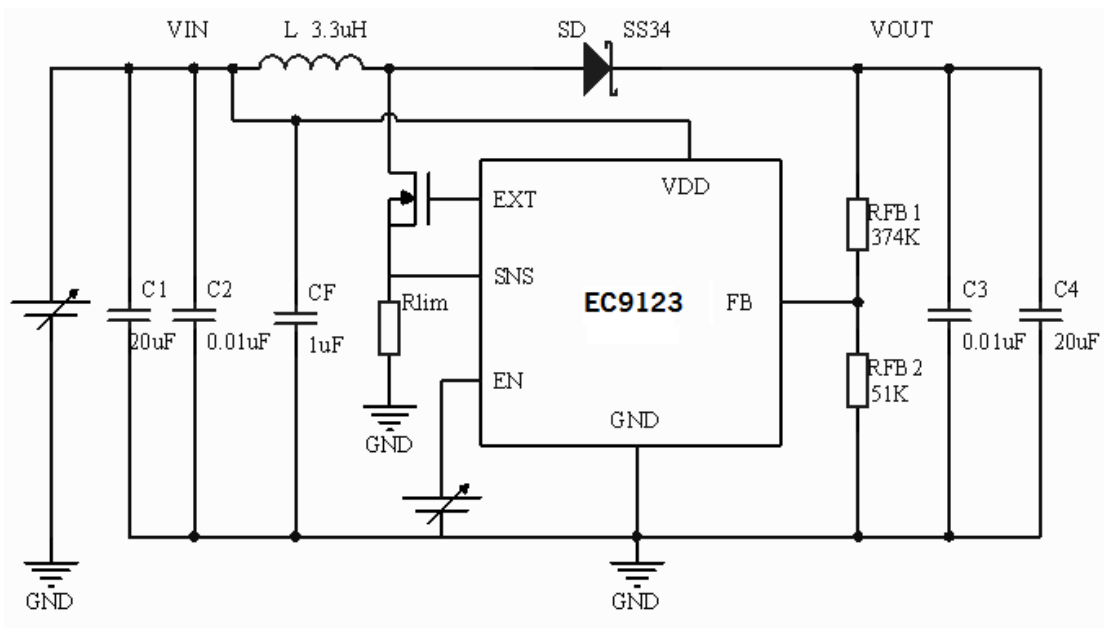 VIN
L 3.3uH
SD SS34
VOUT
VDD
EXT
RFB 1
374K
SNS
C1
20uF
C2
0.01uF
CF
1uF
Rlim
EC9123
FB
C3
0.01uF
C4
20uF
EN
RFB 2
51K
GND
GND
GND
GND